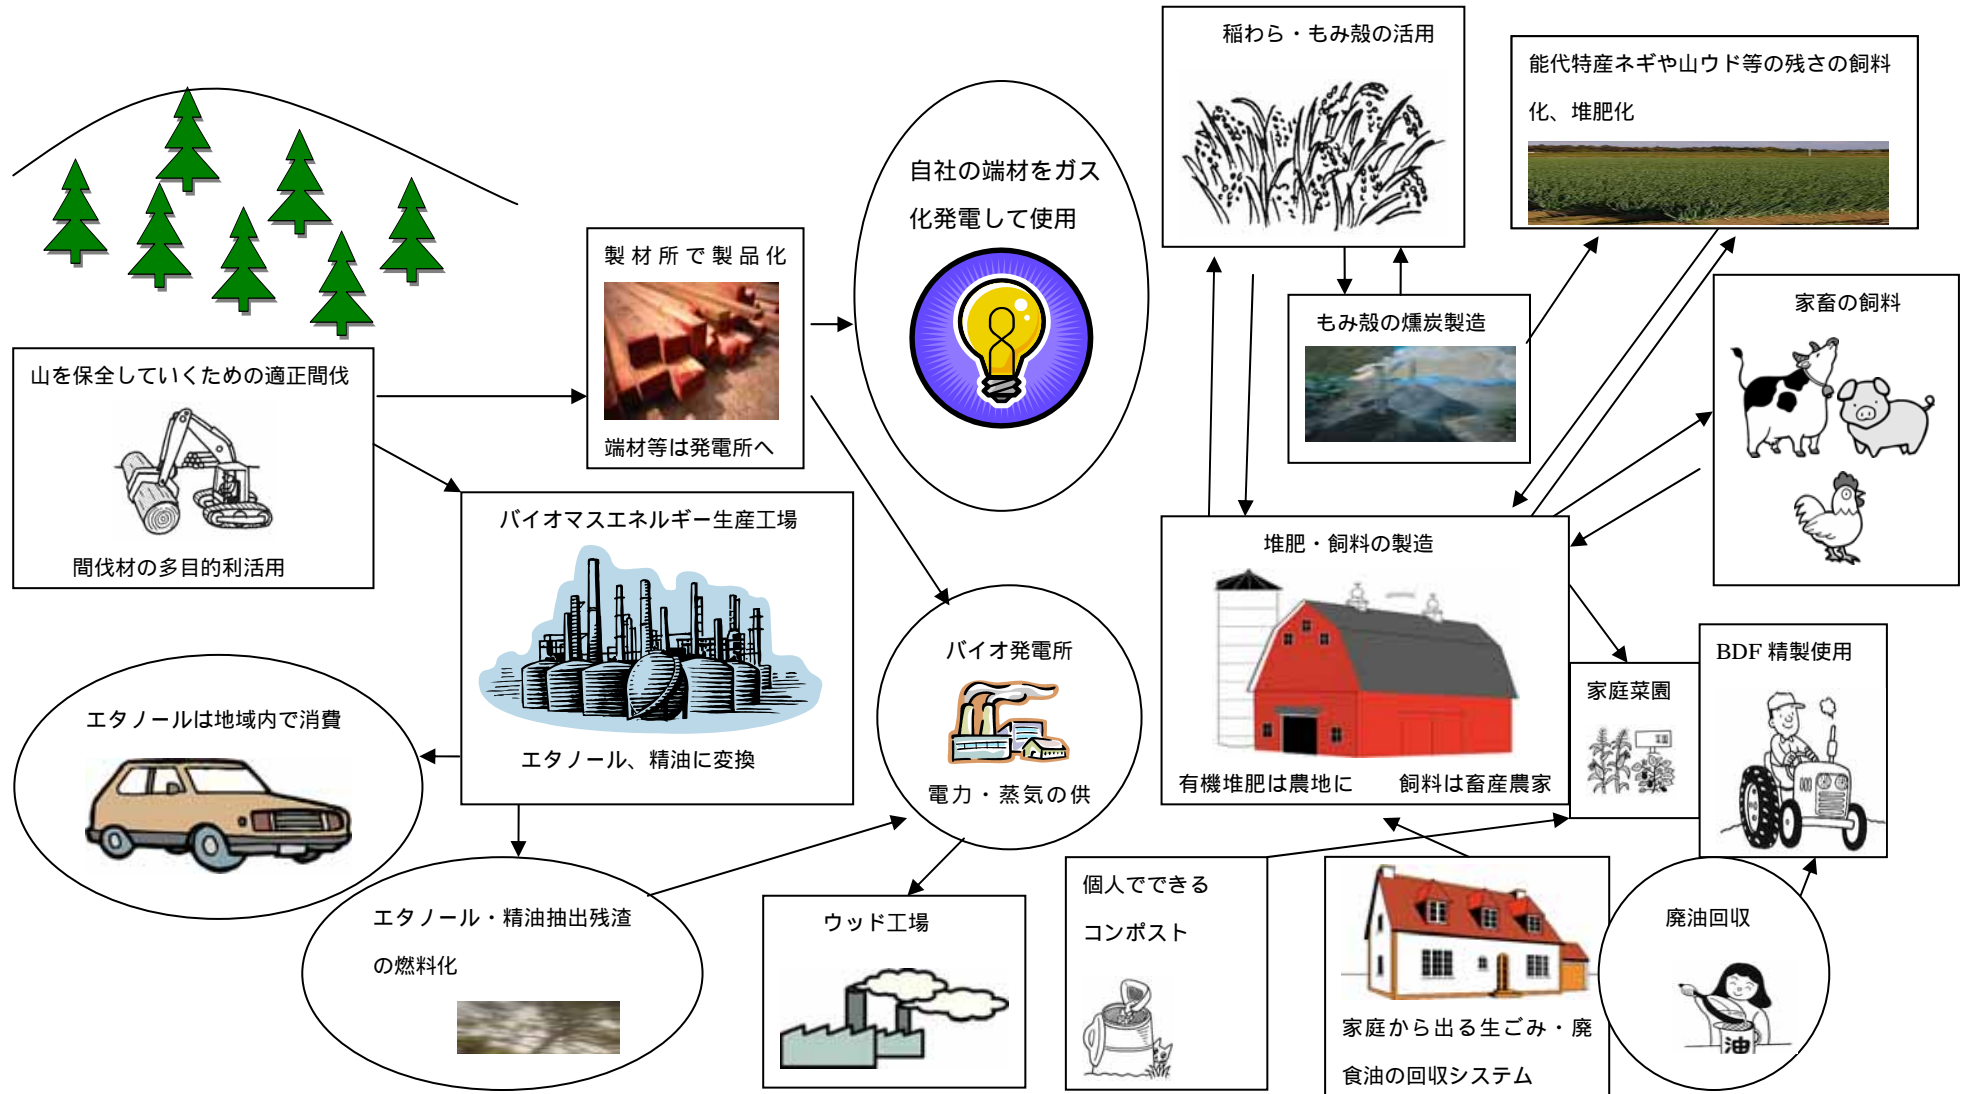 稲わら・もみ殻の活用
能代特産ネギや山ウド等の残さの飼料
化、堆肥化
自社の端材をガス
化発電して使用
製材所で製品化
端材等は発電所へ
もみ殻の燻炭製造
家畜の飼料
山を保全していくための適正間伐
間伐材の多目的利活用
バイオマスエネルギー生産工場
エタノール、精油に変換
堆肥・飼料の製造
有機堆肥は農地に 飼料は畜産農家
バイオ発電所
電力・蒸気の供
家庭菜園
BDF 精製使用
エタノールは地域内で消費
エタノール・精油抽出残渣
の燃料化
ウッド工場
個人でできる
コンポスト
家庭から出る生ごみ・廃
食油の回収システム
廃油回収
油